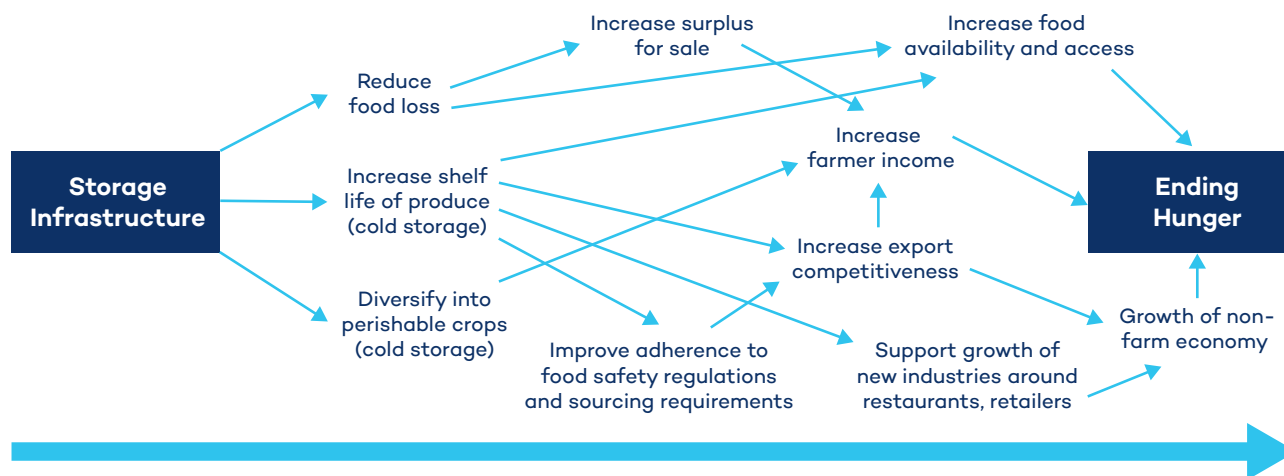 Increase surplus
for sale
Increase food
availability and access
Reduce
food loss
Increase
farmer income
Storage
Infrastructure
Increase shelf
life of produce
(cold storage)
Ending
Hunger
Increase export
competitiveness
Diversify into
perishable crops
(cold storage)
Growth of non-
farm economy
Improve adherence to
food safety regulations
and sourcing requirements
Support growth of
new industries around
restaurants, retailers